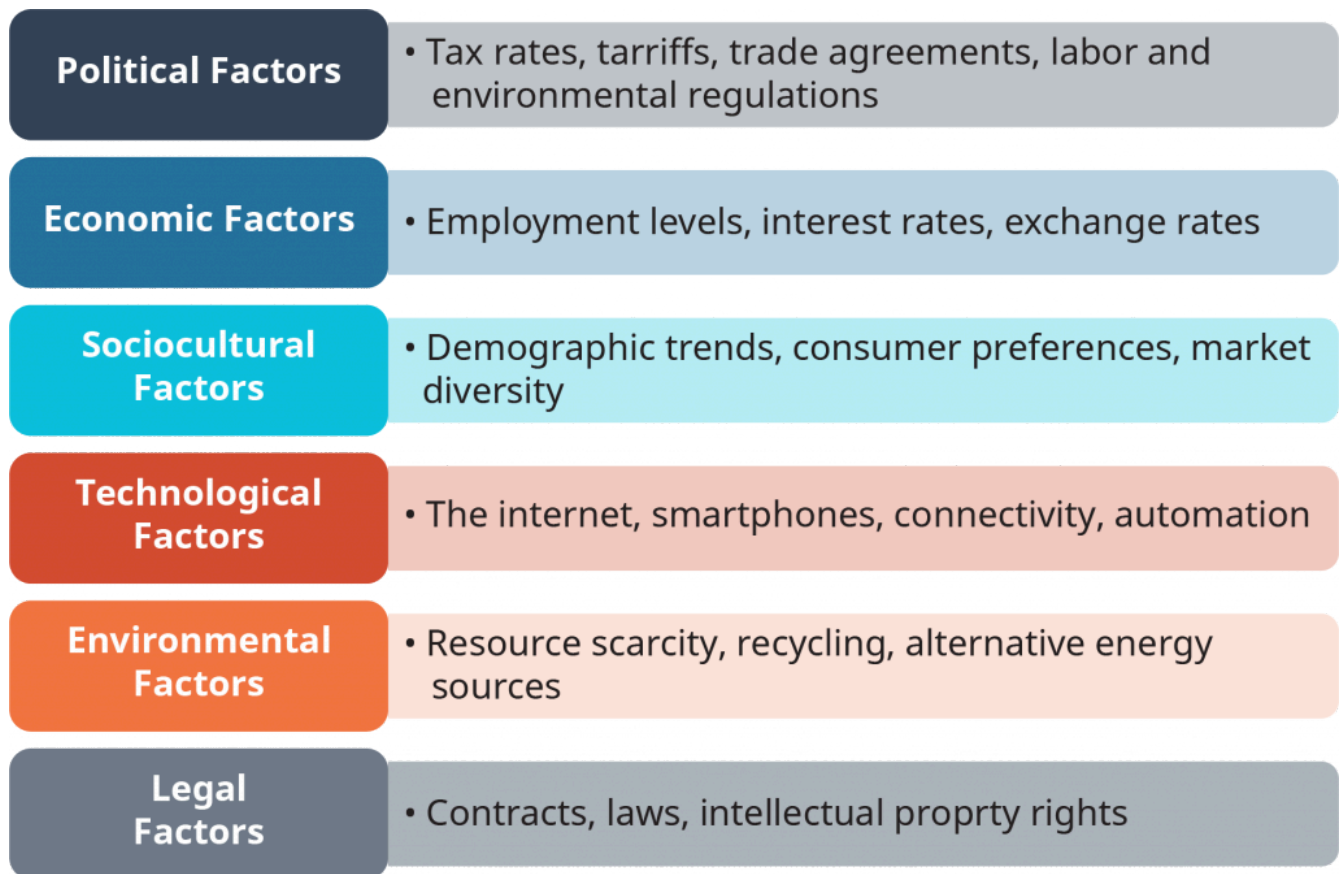 Political Factors
• Tax rates, tarriffs, trade agreements, labor and
environmental regulations
Economic Factors
• Employment levels, interest rates, exchange rates
Sociocultural
Factors
• Demographic trends, consumer preferences, market
diversity
Technological
Factors
• The internet, smartphones, connectivity, automation
Environmental
Factors
• Resource scarcity, recycling, alternative energy
sources
Legal
Factors
• Contracts, laws, intellectual proprty rights